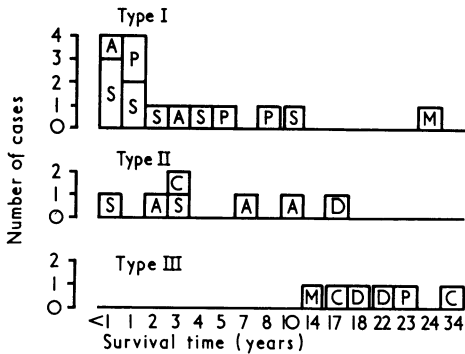 Type I
4
3
2
1
0
A P
S S S A S P P S M
Number of cases
Type II
2
1
0
C
S A S A A D
Type III
2
1
0
M C D D P C
<1 1 2 3 4 5 7 8 10 14 17 18 22 23 24 34
Survival time (years)